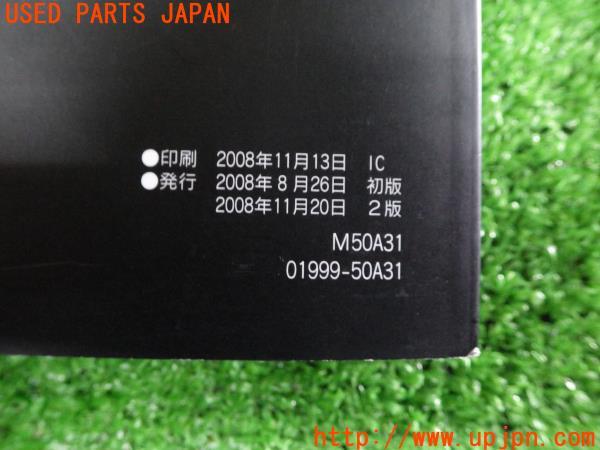 USED PARTS JAPAN
●印刷 2008年11月13日 IC
●発行 2008年8月26日 初版
2008年11月20日 2版
M50A31
01999-50A31
http://www.upjpn.com